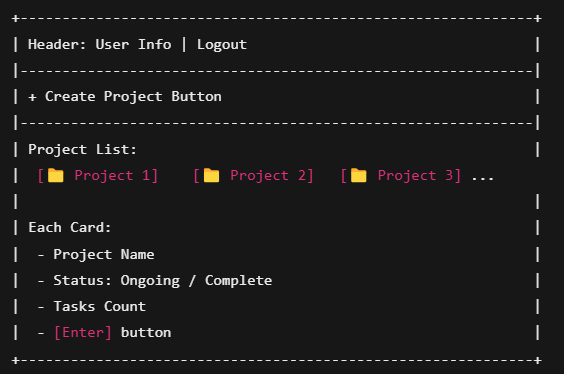 +-------------------------------------------------------------+
| Header: User Info | Logout                                  |
|-------------------------------------------------------------|
| + Create Project Button                                     |
|-------------------------------------------------------------|
| Project List:                                               |
|  [📁 Project 1]    [📁 Project 2]   [📁 Project 3] ...
|                                                             |
| Each Card:                                                  |
|  - Project Name                                             |
|  - Status: Ongoing / Complete                               |
|  - Tasks Count                                              |
|  - [Enter] button                                           |
+-------------------------------------------------------------+